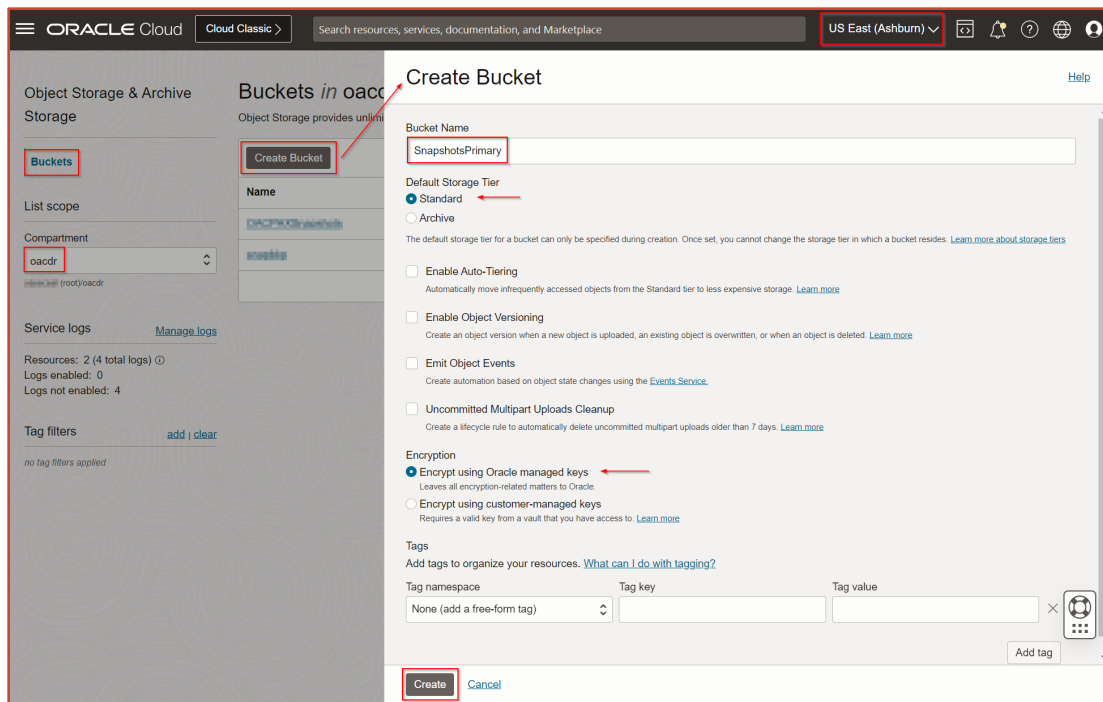 ORACLE Cloud
Cloud Classic >
Search resources, services, documentation, and Marketplace
US East (Ashburn)
Object Storage & Archive
Storage
Buckets
List scope
Compartment
oacdr
(root)/oacdr
Service logs
Manage logs
Resources: 2 (4 total logs)
Logs enabled: 0
Logs not enabled: 4
Tag filters
add | clear
no tag filters applied
Buckets in oacd
Object Storage provides unlimi
Create Bucket
Name
Create Bucket
Help
Bucket Name
SnapshotsPrimary
Default Storage Tier
Standard
Archive
The default storage tier for a bucket can only be specified during creation. Once set, you cannot change the storage tier in which a bucket resides. Learn more about storage tiers
Enable Auto-Tiering
Automatically move infrequently accessed objects from the Standard tier to less expensive storage. Learn more
Enable Object Versioning
Create an object version when a new object is uploaded, an existing object is overwritten, or when an object is deleted. Learn more
Emit Object Events
Create automation based on object state changes using the Events Service.
Uncommitted Multipart Uploads Cleanup
Create a lifecycle rule to automatically delete uncommitted multipart uploads older than 7 days. Learn more
Encryption
Encrypt using Oracle managed keys
Leaves all encryption-related matters to Oracle.
Encrypt using customer-managed keys
Requires a valid key from a vault that you have access to. Learn more
Tags
Add tags to organize your resources. What can I do with tagging?
Tag namespace
Tag key
Tag value
None (add a free-form tag)
Add tag
Create
Cancel